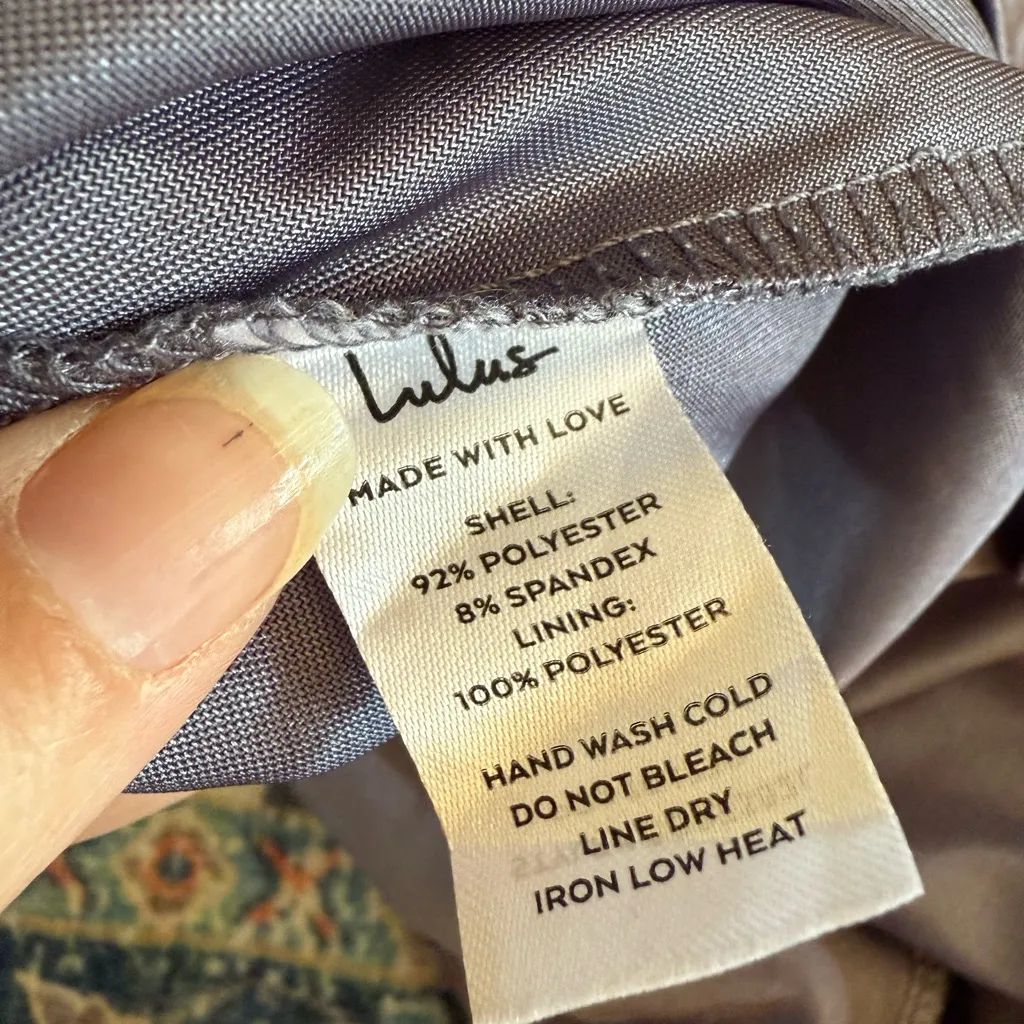 Lulus
MADE WITH LOVE
SHELL:
92% POLYESTER
8% SPANDEX
LINING:
100% POLYESTER
HAND WASH COLD
DO NOT BLEACH
LINE DRY
IRON LOW HEAT